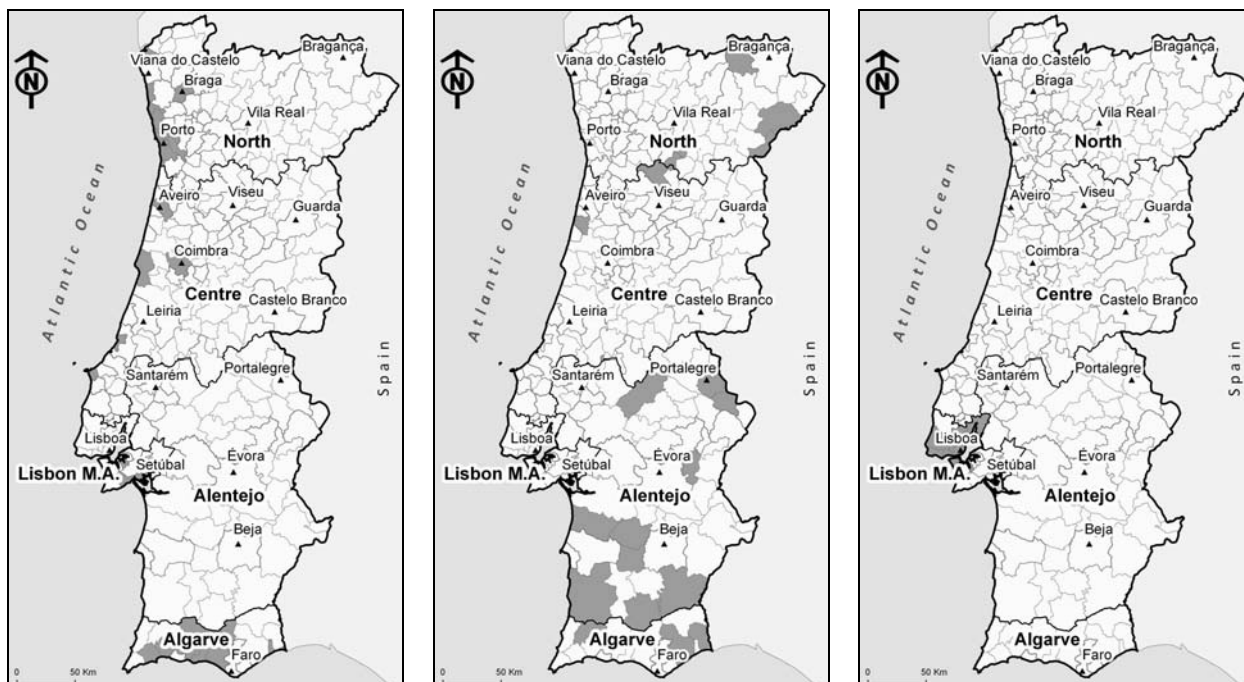 Bragança
N
Viana do Castelo
Braga
Vila Real
Porto
North
Atlantic Ocean
Aveiro
Viseu
Guarda
Coimbra
Centre
Castelo Branco
Leiria
Spain
Santarém
Portalegre
Lisboa
Lisbon M.A.
Setúbal
Évora
Alentejo
Beja
Algarve
Faro
0 50 Km
Bragança
N
Viana do Castelo
Braga
Vila Real
Porto
North
Atlantic Ocean
Aveiro
Viseu
Guarda
Coimbra
Centre
Castelo Branco
Leiria
Spain
Santarém
Portalegre
Lisboa
Lisbon M.A.
Setúbal
Évora
Alentejo
Beja
Algarve
Faro
0 50 Km
Bragança
N
Viana do Castelo
Braga
Vila Real
Porto
North
Atlantic Ocean
Aveiro
Viseu
Guarda
Coimbra
Centre
Castelo Branco
Leiria
Spain
Santarém
Portalegre
Lisboa
Lisbon M.A.
Setúbal
Évora
Alentejo
Beja
Algarve
Faro
0 50 Km